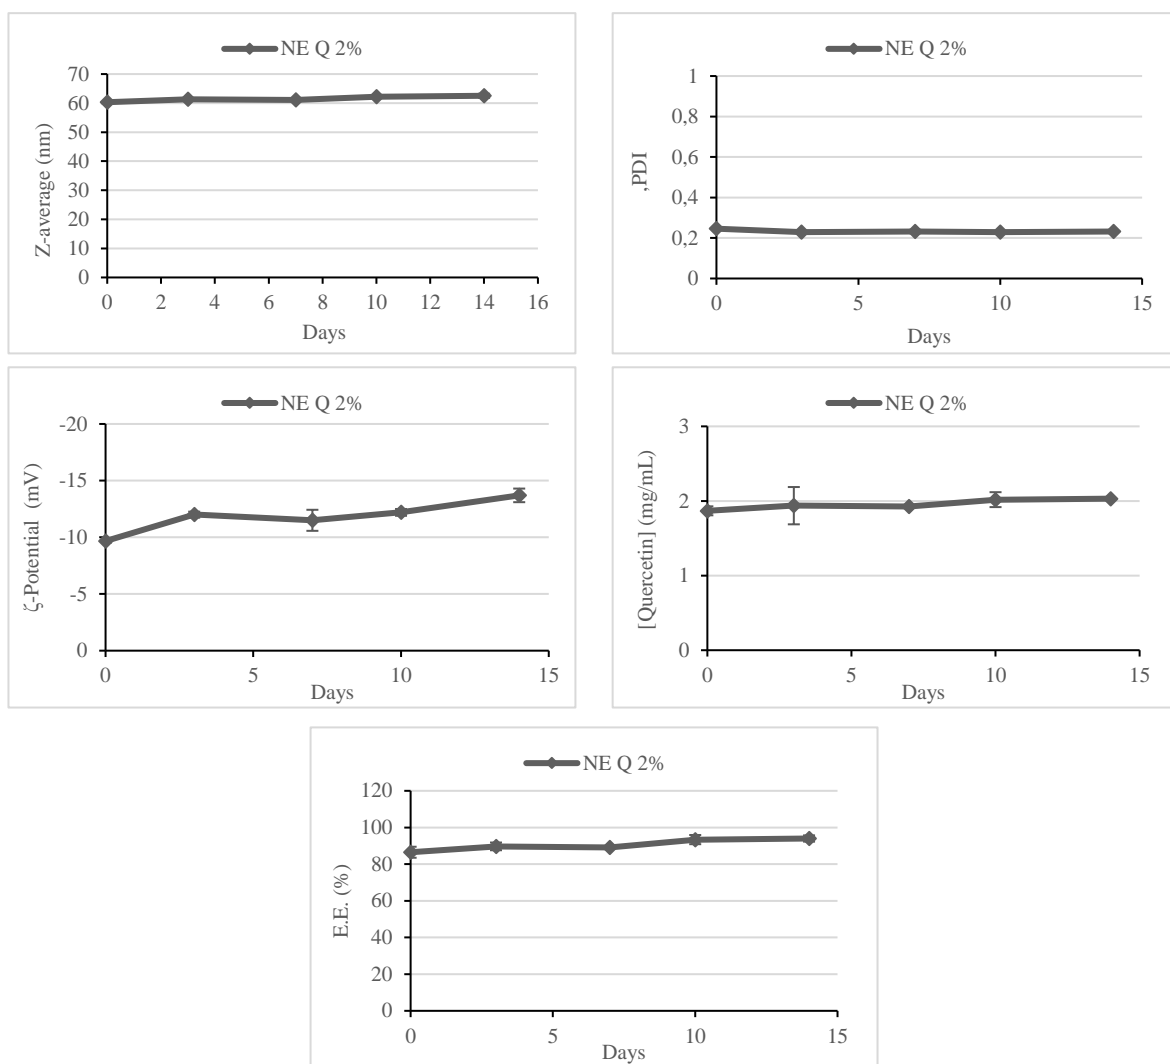 NE Q 2%
70
60
50
40
30
20
10
0
Z-average (nm)
0 2 4 6 8 10 12 14 16
Days
NE Q 2%
1
0,8
0,6
0,4
0,2
0
,PDI
0 5 10 15
Days
NE Q 2%
-20
-15
-10
-5
0
ζ-Potential (mV)
0 5 10 15
Days
NE Q 2%
3
2
1
0
[Quercetin] (mg/mL)
0 5 10 15
Days
NE Q 2%
120
100
80
60
40
20
0
E.E. (%)
0 5 10 15
Days